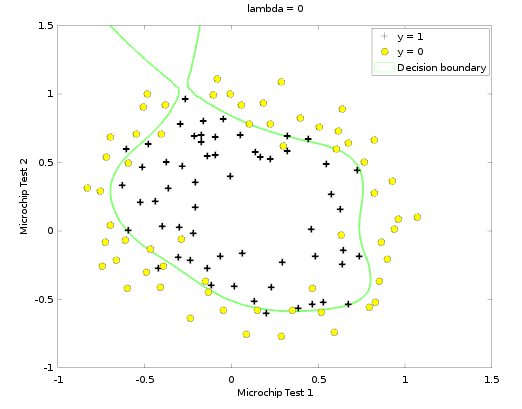 lambda = 0
1.5
1
0.5
0
-0.5
-1
-1
-0.5
0
0.5
1
1.5
Microchip Test 2
Microchip Test 1
y = 1
y = 0
Decision boundary